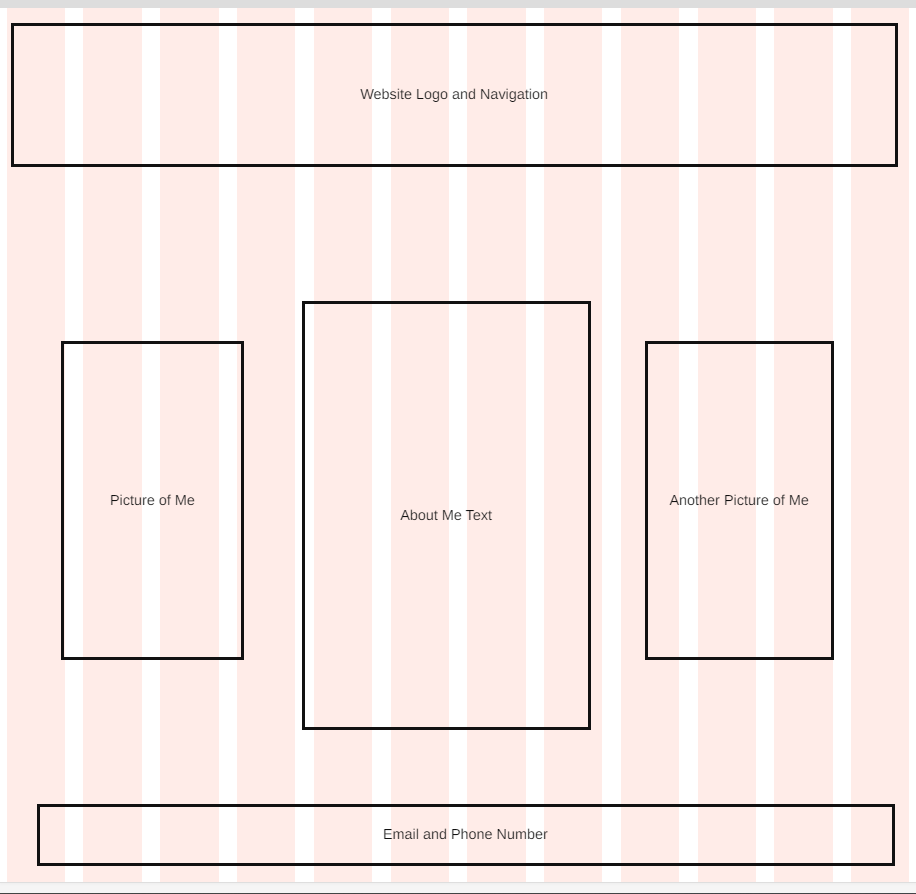 Website Logo and Navigation
Picture of Me
About Me Text
Another Picture of Me
Email and Phone Number